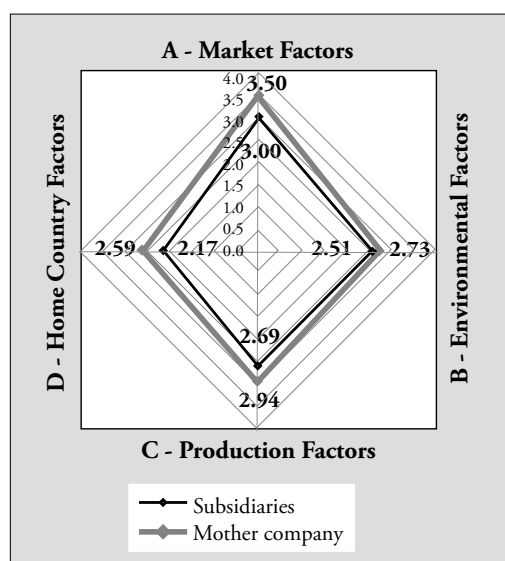 A - Market Factors
4.0
3.50
3.5
3.0
3.00
2.5
2.0
1.5
1.0
0.5
0.0
D - Home Country Factors
2.59
2.17
2.51
2.73
B - Environmental Factors
2.69
2.94
C - Production Factors
Subsidiaries
Mother company